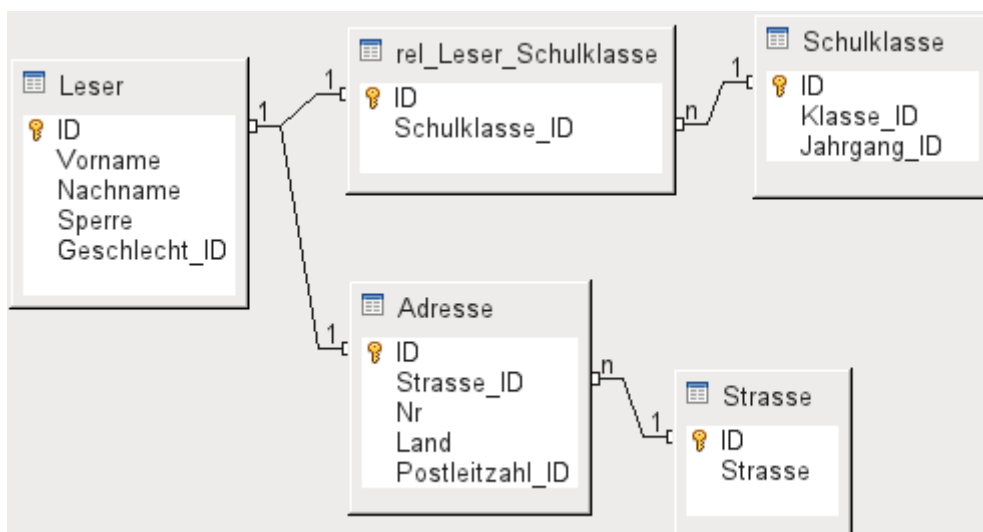 Leser
ID
Vorname
Nachname
Sperre
Geschlecht_ID
1
1
rel_Leser_Schulklasse
ID
Schulklasse_ID
n
1
Schulklasse
ID
Klasse_ID
Jahrgang_ID
1
Adresse
ID
Strasse_ID
Nr
Land
Postleitzahl_ID
n
1
Strasse
ID
Strasse